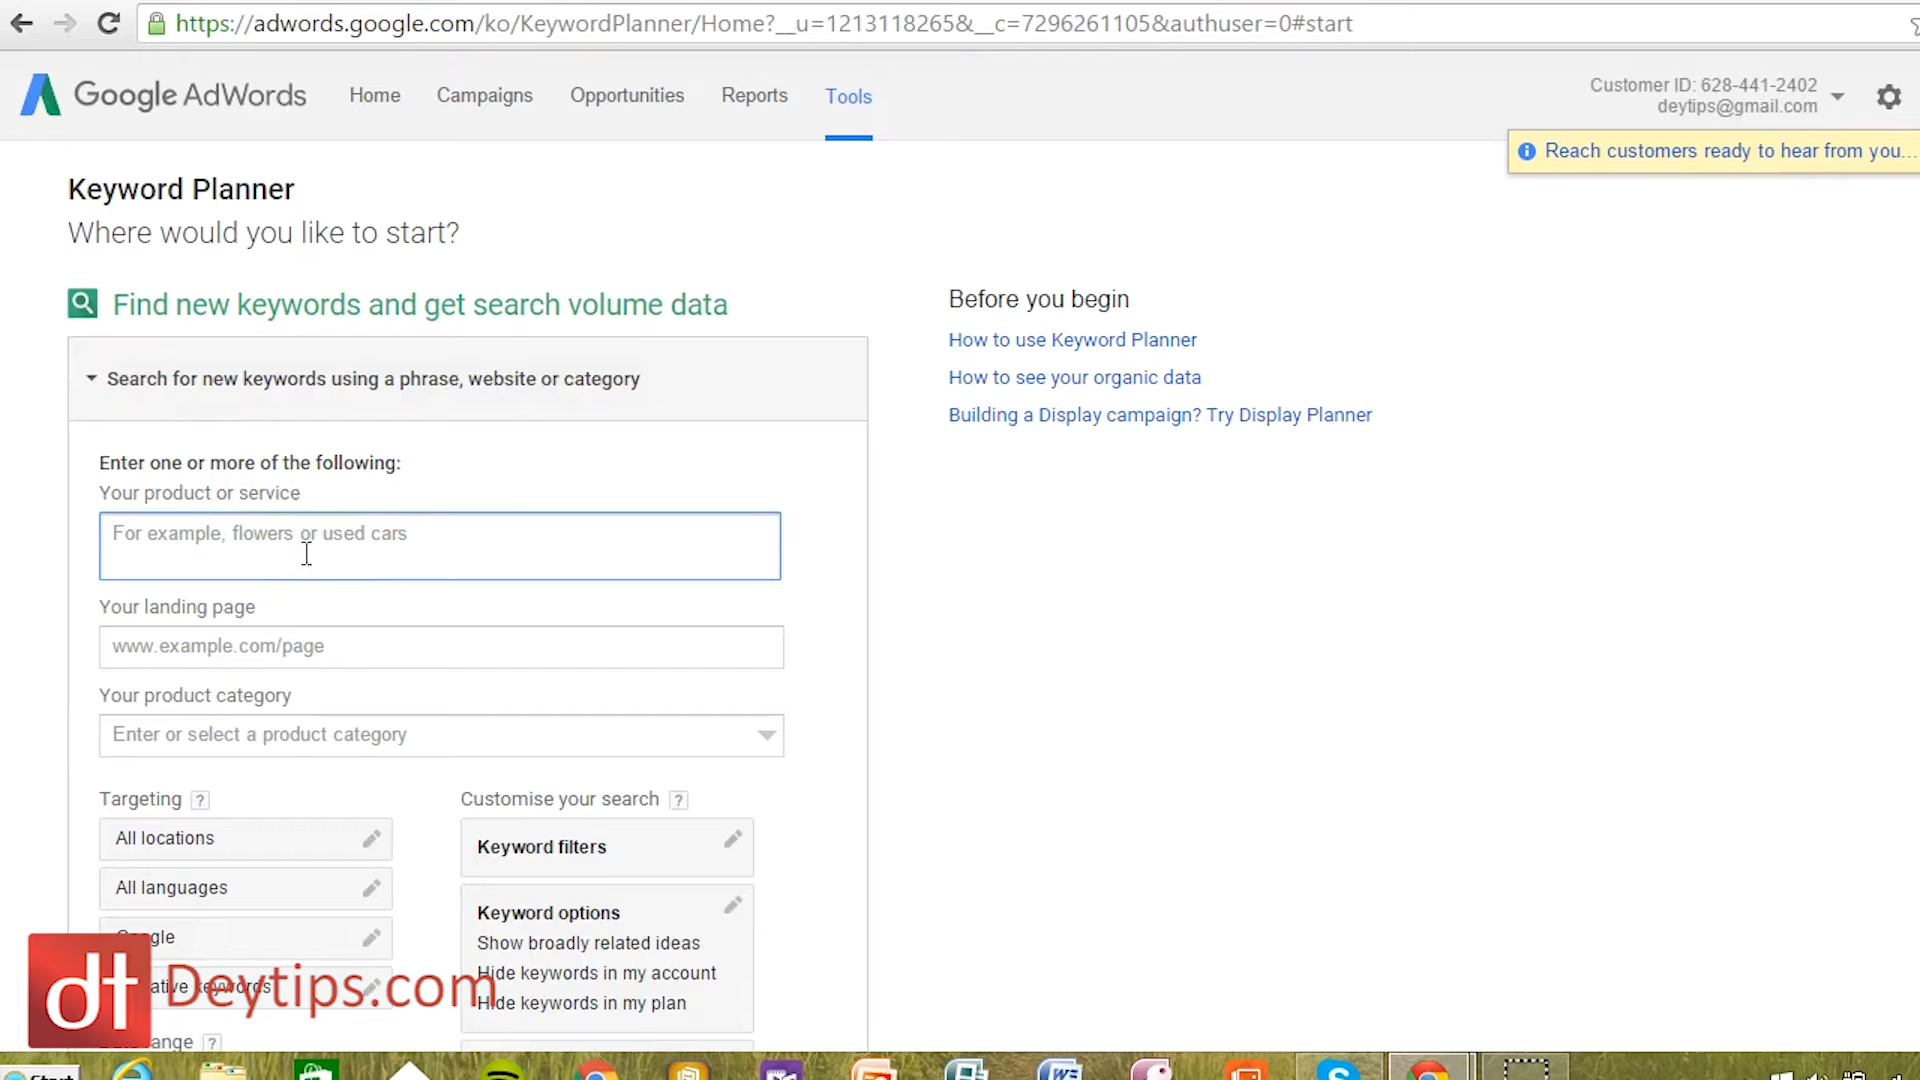 https://adwords.google.com/ko/KeywordPlanner/Home?__u=1213118265&__c=7296261105&authuser=0#start
Google AdWords
Home
Campaigns
Opportunities
Reports
Tools
Customer ID: 628-441-2402
deytips@gmail.com
Reach customers ready to hear from you...
Keyword Planner
Where would you like to start?
Find new keywords and get search volume data
Search for new keywords using a phrase, website or category
Enter one or more of the following:
Your product or service
For example, flowers or used cars
Your landing page
www.example.com/page
Your product category
Enter or select a product category
Targeting ?
All locations
All languages
Customise your search ?
Keyword filters
Keyword options
Show broadly related ideas
Hide keywords in my account
Hide keywords in my plan
Before you begin
How to use Keyword Planner
How to see your organic data
Building a Display campaign? Try Display Planner
dt Deytips.com